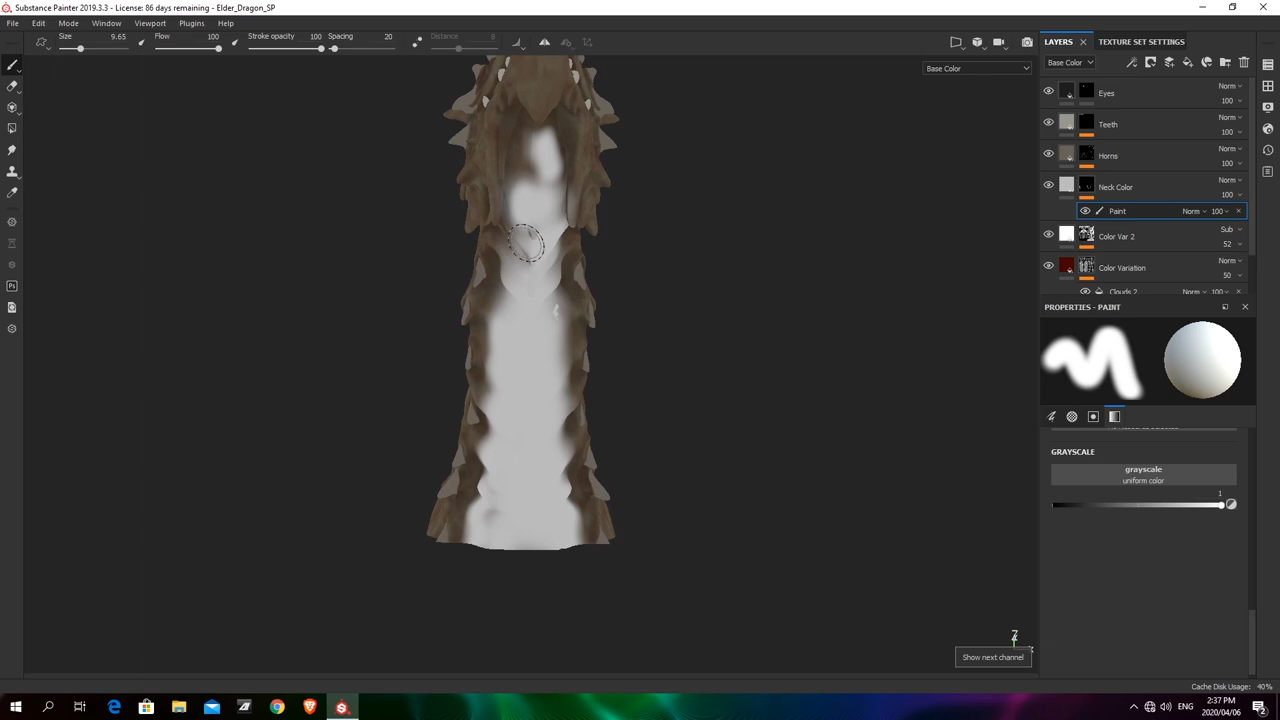 Substance Painter 2019.3.3 - License: 86 days remaining - Elder_Dragon_SP
File Edit Mode Window Viewport Plugins Help
Size 9.65 Flow 100 Stroke opacity 100 Spacing 20 Distance 8
LAYERS TEXTURE SET SETTINGS
Base Color
Base Color
Eyes Norm 100
Teeth Norm 100
Horns Norm 100
Neck Color Norm 100
Paint Norm 100
Color Var 2 Sub 52
Color Variation Norm 50
Clouds 2 Norm 100
PROPERTIES - PAINT
Ps
GRAYSCALE
grayscale
uniform color
1
Z
Show next channel
Cache Disk Usage: 40%
2:37 PM
ENG
2020/04/06
2